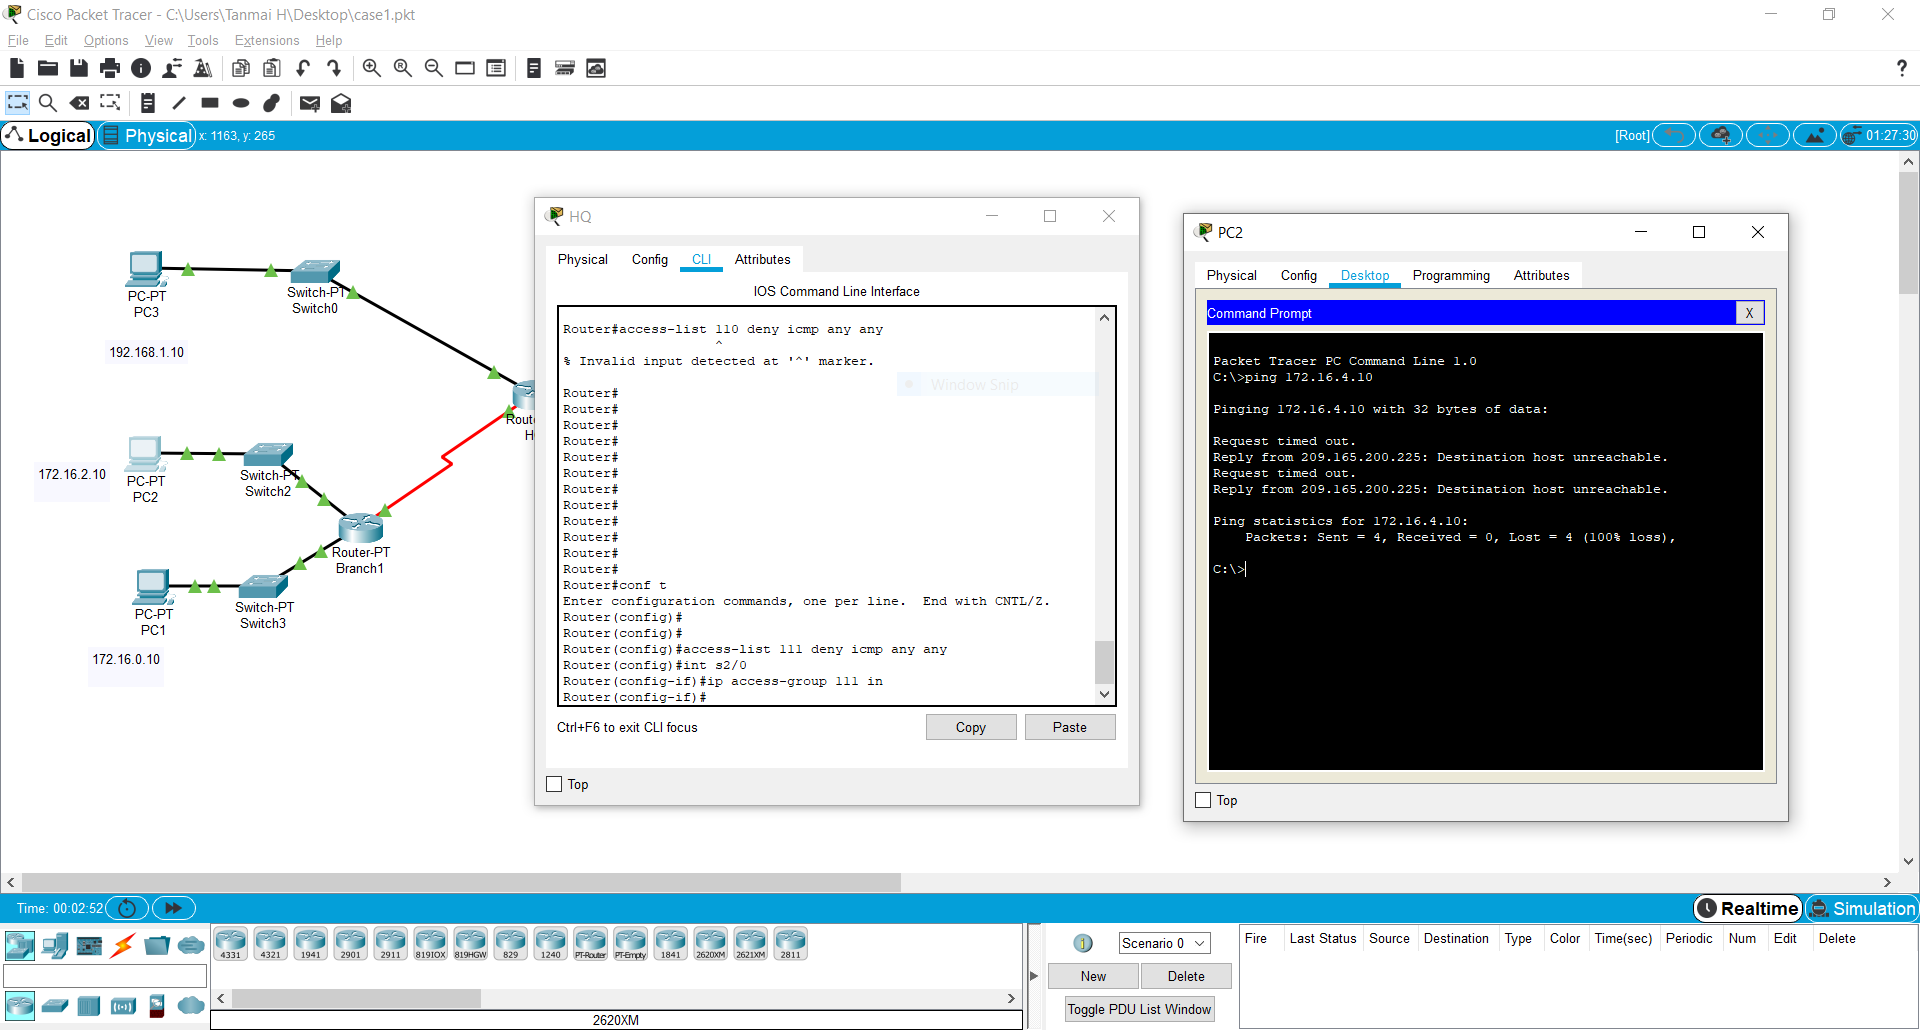 Cisco Packet Tracer - C:\Users\Tanmai H\Desktop\case1.pkt
File Edit Options View Tools Extensions Help
?
Logical Physical x: 1163, y: 265 [Root] 01:27:30
PC-PT
PC3
192.168.1.10
Switch-PT
Switch0
172.16.2.10
PC-PT
PC2
Switch-PT
Switch2
Route
H
Router-PT
Branch1
PC-PT
PC1
Switch-PT
Switch3
172.16.0.10
HQ
Physical Config CLI Attributes
IOS Command Line Interface
Router#access-list 110 deny icmp any any
^
% Invalid input detected at '^' marker.
Window Snip
Router#
Router#
Router#
Router#
Router#
Router#
Router#
Router#
Router#
Router#
Router#
Router#
Router#conf t
Enter configuration commands, one per line.  End with CNTL/Z.
Router(config)#
Router(config)#
Router(config)#access-list 111 deny icmp any any
Router(config)#int s2/0
Router(config-if)#ip access-group 111 in
Router(config-if)#
Ctrl+F6 to exit CLI focus
Copy Paste
Top
PC2
Physical Config Desktop Programming Attributes
Command Prompt X
Packet Tracer PC Command Line 1.0
C:\>ping 172.16.4.10
Pinging 172.16.4.10 with 32 bytes of data:
Request timed out.
Reply from 209.165.200.225: Destination host unreachable.
Request timed out.
Reply from 209.165.200.225: Destination host unreachable.
Ping statistics for 172.16.4.10:
Packets: Sent = 4, Received = 0, Lost = 4 (100% loss),
C:\>
Top
Time: 00:02:52
Realtime Simulation
4331 4321 1941 2901 2911 819IOX 819HGW 829 1240 PT-Router PT-Empty 1841 2620XM 2621XM 2811
2620XM
Scenario 0
New Delete
Toggle PDU List Window
Fire Last Status Source Destination Type Color Time(sec) Periodic Num Edit Delete